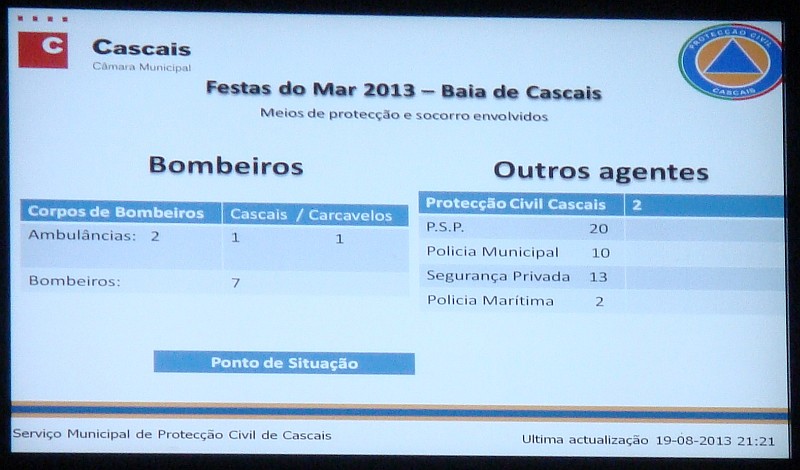 C
Cascais
Câmara Municipal
PROTECÇÃO CIVIL
CASCAIS
Festas do Mar 2013 – Baia de Cascais
Meios de protecção e socorro envolvidos
Bombeiros
Corpos de Bombeiros Cascais / Carcavelos
Ambulâncias: 2 1 1
Bombeiros: 7
Outros agentes
Protecção Civil Cascais 2
P.S.P. 20
Policia Municipal 10
Segurança Privada 13
Policia Marítima 2
Ponto de Situação
Serviço Municipal de Protecção Civil de Cascais
Ultima actualização 19-08-2013 21:21